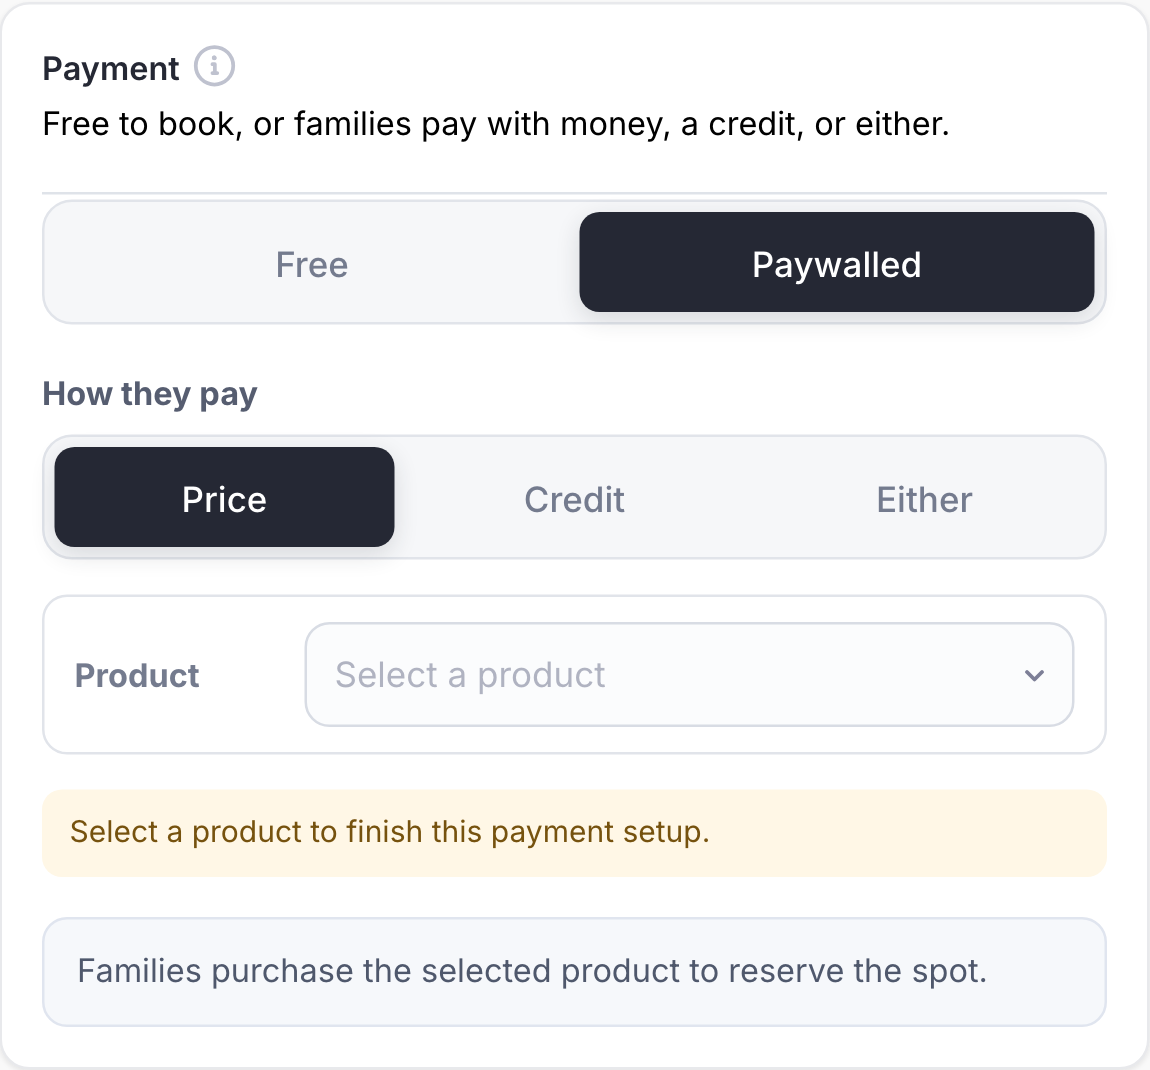 Payment
Free to book, or families pay with money, a credit, or either.
Free
Paywalled
How they pay
Price
Credit
Either
Product
Select a product
Select a product to finish this payment setup.
Families purchase the selected product to reserve the spot.